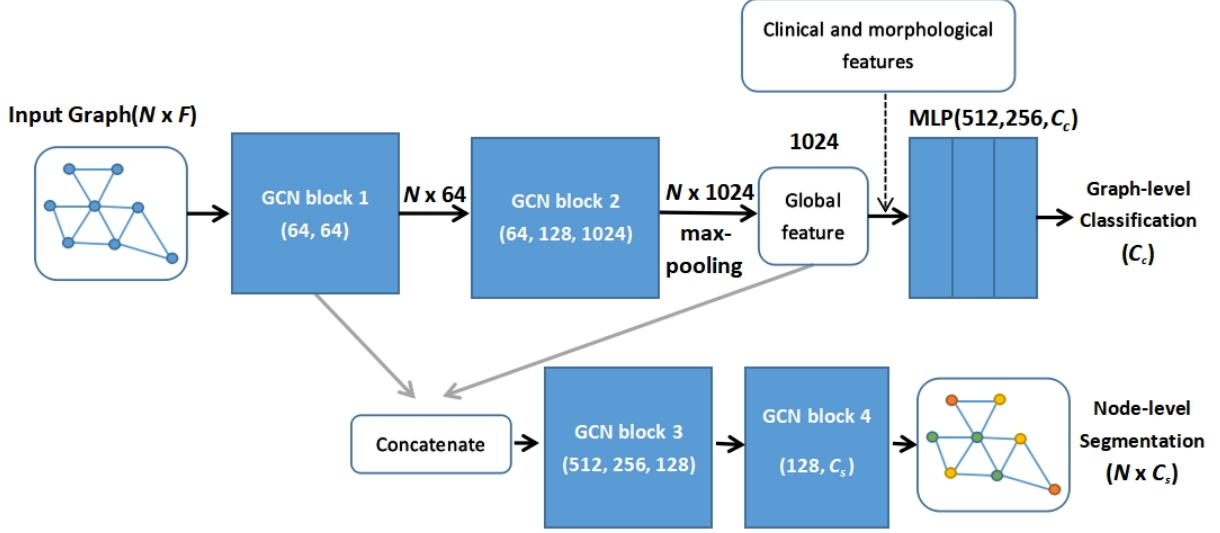 Clinical and morphological
features
Input Graph(N x F)
MLP(512,256,Cc)
1024
GCN block 1
(64, 64)
N x 64
GCN block 2
(64, 128, 1024)
N x 1024
max-
pooling
Global
feature
Graph-level
Classification
(Cc)
Concatenate
GCN block 3
(512, 256, 128)
GCN block 4
(128, Cs)
Node-level
Segmentation
(N x Cs)